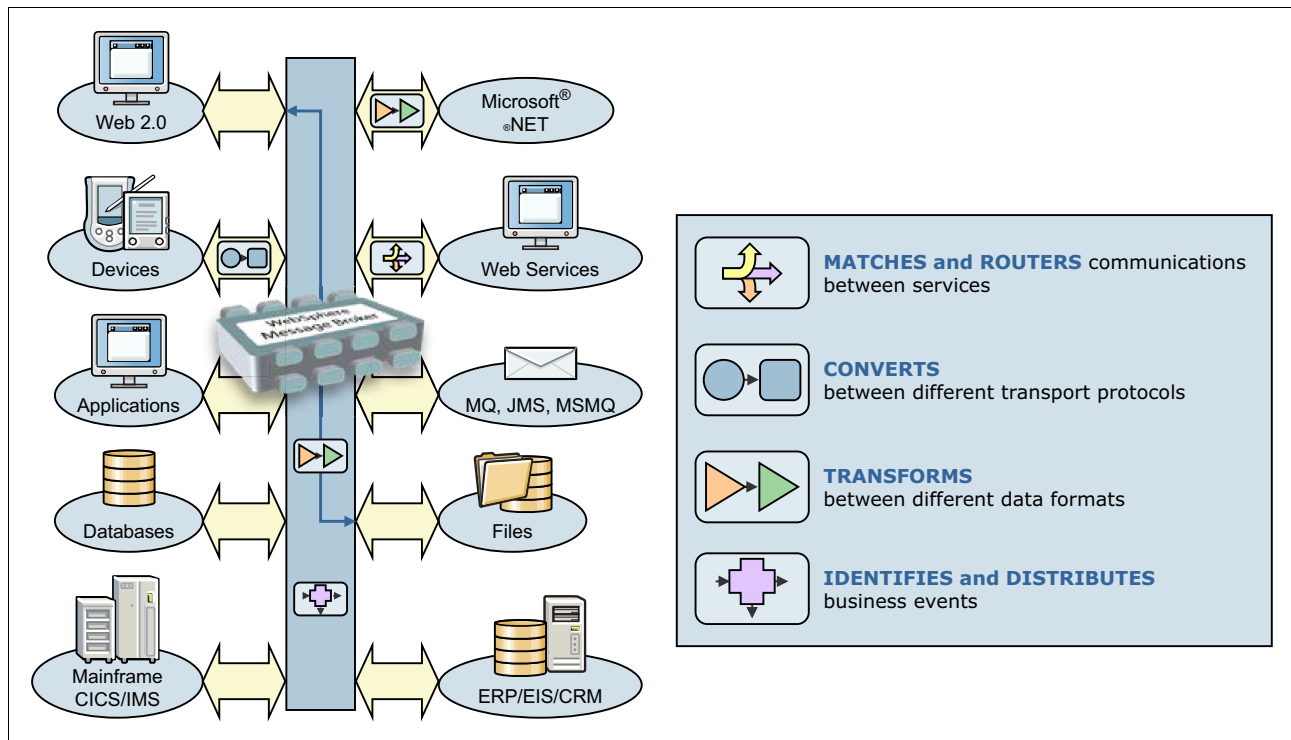 Web 2.0
Microsoft®
®NET
Devices
Web Services
WebSphere
Message Broker
Applications
MQ, JMS, MSMQ
Databases
Files
Mainframe
CICS/IMS
ERP/EIS/CRM
MATCHES and ROUTERS communications
between services
CONVERTS
between different transport protocols
TRANSFORMS
between different data formats
IDENTIFIES and DISTRIBUTES
business events